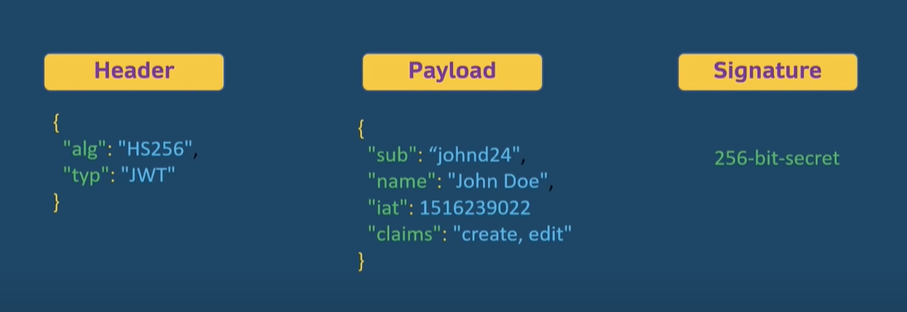 Header
{
"alg": "HS256",
"typ": "JWT"
}
Payload
{
"sub": “johnd24",
"name": "John Doe",
"iat": 1516239022
"claims": "create, edit"
}
Signature
256-bit-secret